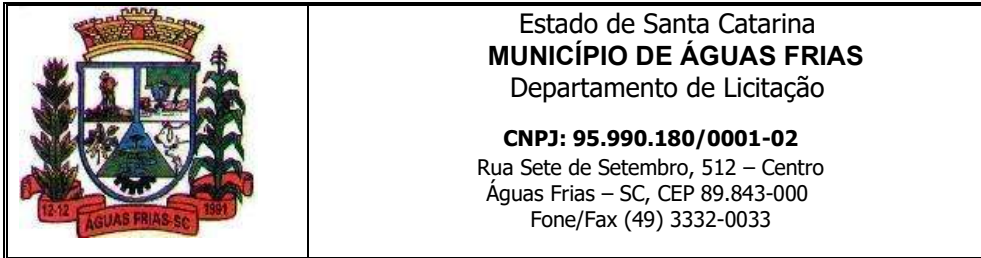 Estado de Santa Catarina
MUNICÍPIO DE ÁGUAS FRIAS
Departamento de Licitação
CNPJ: 95.990.180/0001-02
Rua Sete de Setembro, 512 – Centro
Águas Frias – SC, CEP 89.843-000
Fone/Fax (49) 3332-0033
12-12
ÁGUAS FRIAS-SC
1991